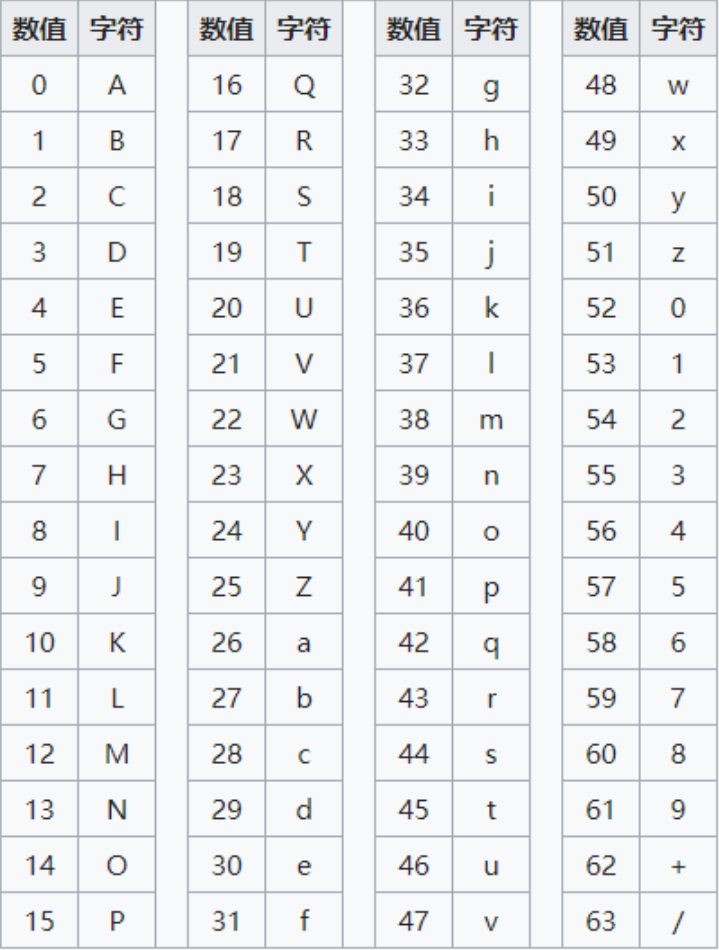 数值 字符 数值 字符 数值 字符 数值 字符
0 A 16 Q 32 g 48 w
1 B 17 R 33 h 49 x
2 C 18 S 34 i 50 y
3 D 19 T 35 j 51 z
4 E 20 U 36 k 52 0
5 F 21 V 37 l 53 1
6 G 22 W 38 m 54 2
7 H 23 X 39 n 55 3
8 I 24 Y 40 o 56 4
9 J 25 Z 41 p 57 5
10 K 26 a 42 q 58 6
11 L 27 b 43 r 59 7
12 M 28 c 44 s 60 8
13 N 29 d 45 t 61 9
14 O 30 e 46 u 62 +
15 P 31 f 47 v 63 /